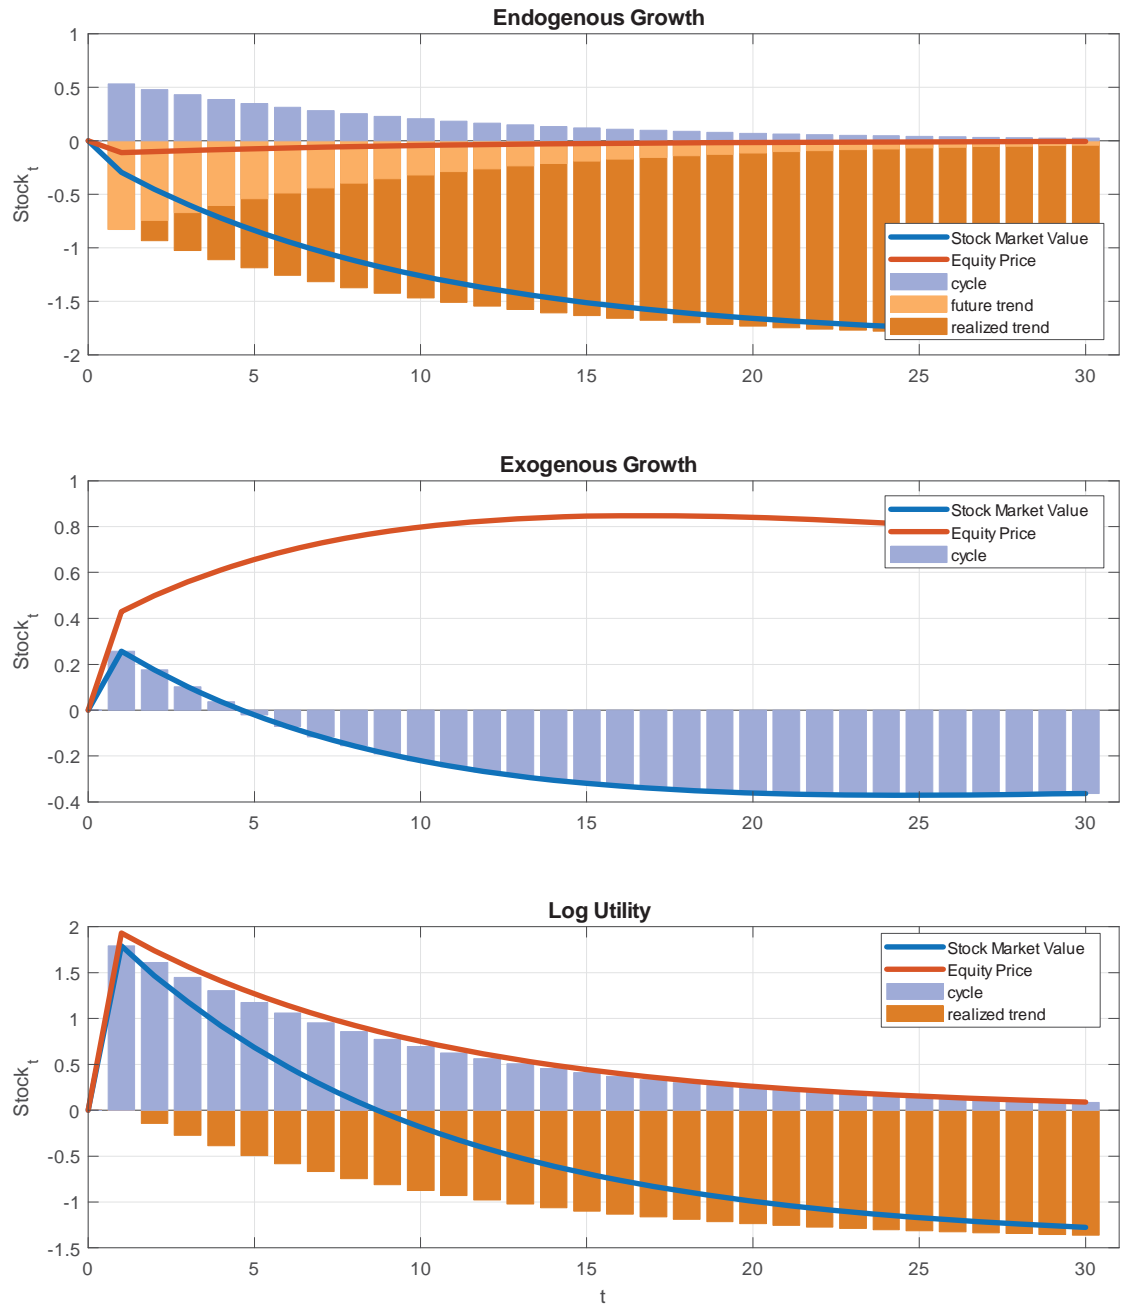 Endogenous Growth
1
0.5
0
-0.5
-1
-1.5
-2
Stock_t
0 5 10 15 20 25 30
Stock Market Value
Equity Price
cycle
future trend
realized trend
Exogenous Growth
1
0.8
0.6
0.4
0.2
0
-0.2
-0.4
Stock_t
0 5 10 15 20 25 30
Stock Market Value
Equity Price
cycle
Log Utility
2
1.5
1
0.5
0
-0.5
-1
-1.5
Stock_t
0 5 10 15 20 25 30
t
Stock Market Value
Equity Price
cycle
realized trend